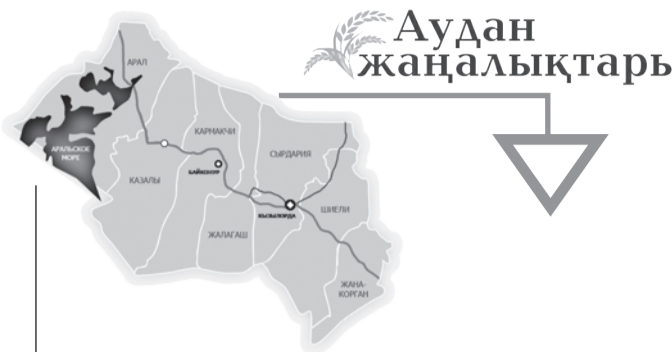 Аудан
жаңалықтары
АРАЛ
КАРМАКЧИ
АРАЛЬСКОЕ
МОРЕ
СЫРДАРИЯ
БАЙКОНУР
КАЗАЛЫ
ШИЕЛИ
КЫЗЫЛОРДА
ЖАЛАГАШ
ЖАНА-
КОРГАН